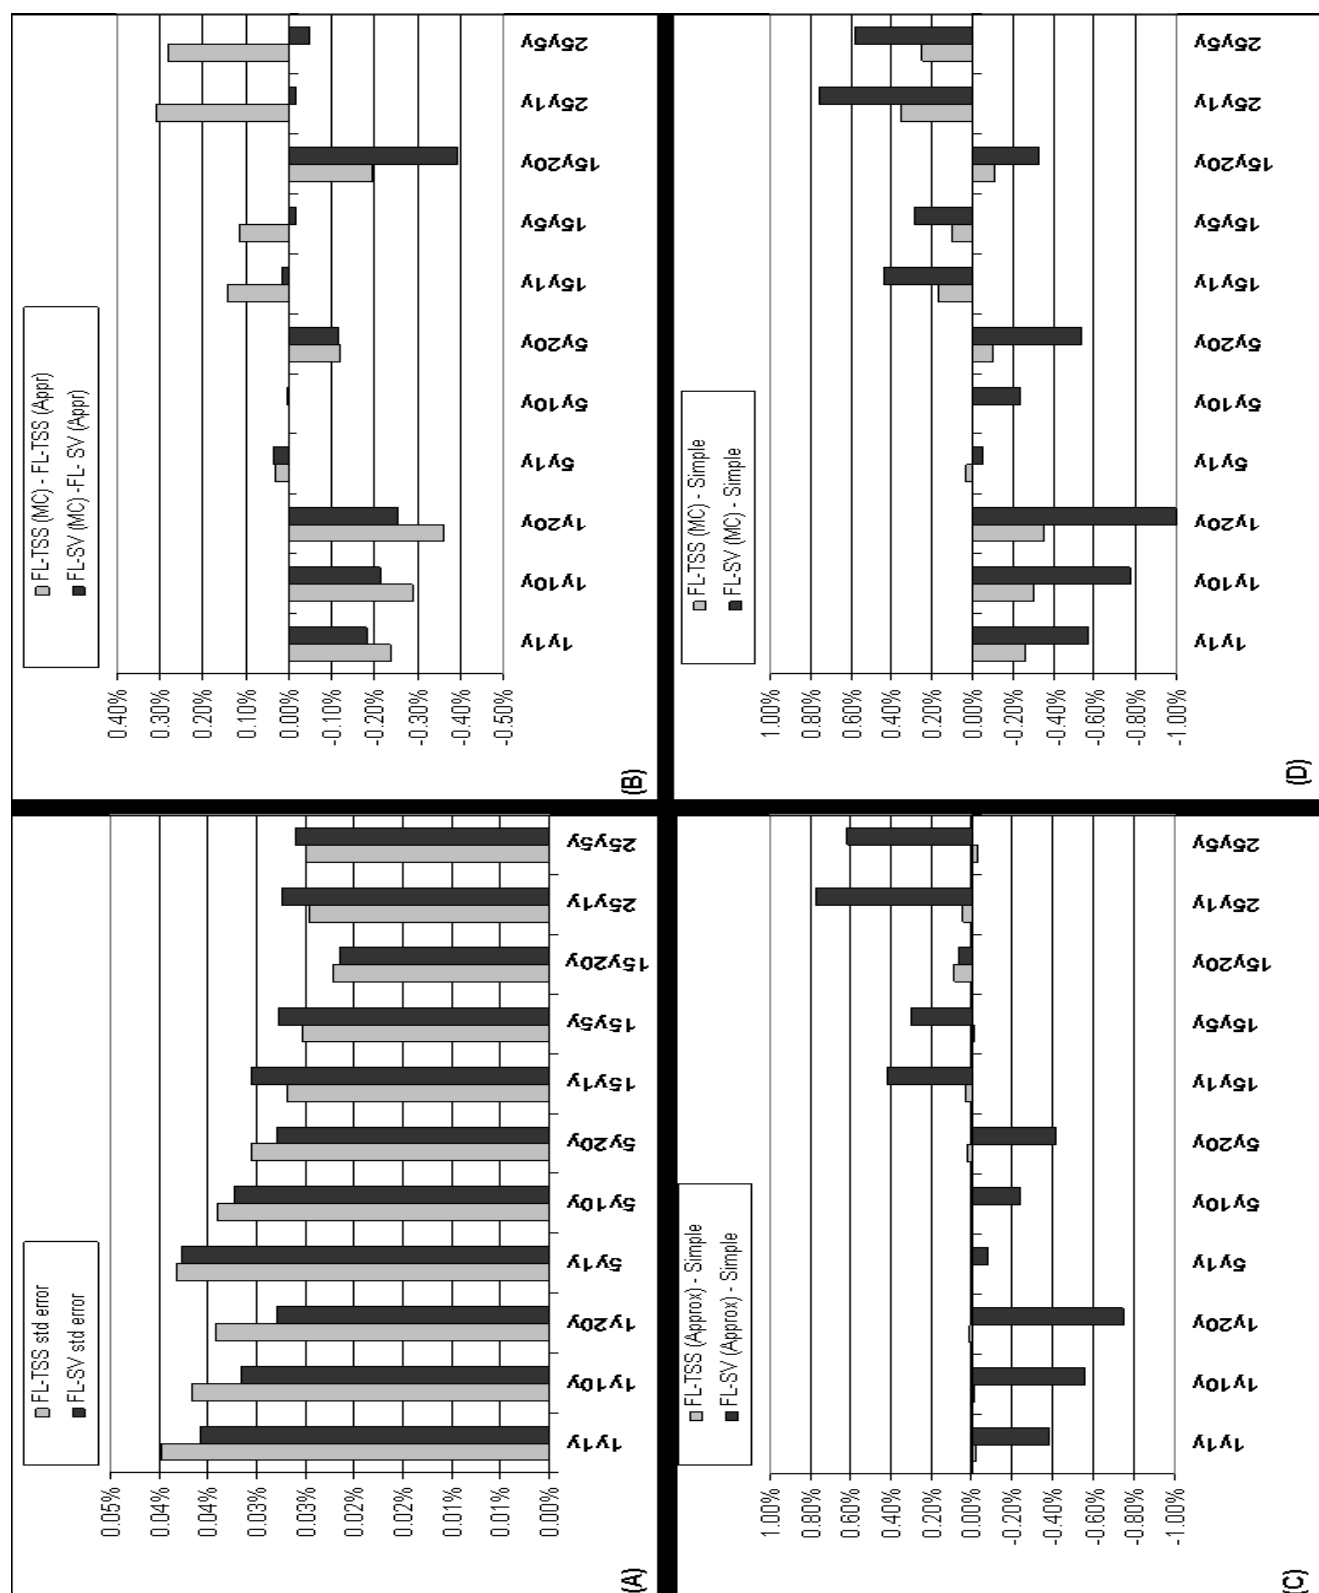 FL-TSS std error
FL-SV std error
0.05%
0.04%
0.04%
0.03%
0.03%
0.02%
0.02%
0.01%
0.01%
0.00%
1y1y
1y10y
1y20y
5y1y
5y10y
5y20y
15y1y
15y5y
15y20y
25y1y
25y5y
(A)
FL-TSS (MC) - FL-TSS (Appr)
FL-SV (MC) -FL- SV (Appr)
0.40%
0.30%
0.20%
0.10%
0.00%
-0.10%
-0.20%
-0.30%
-0.40%
-0.50%
1y1y
1y10y
1y20y
5y1y
5y10y
5y20y
15y1y
15y5y
15y20y
25y1y
25y5y
(B)
FL-TSS (Approx) - Simple
FL-SV (Approx) - Simple
1.00%
0.80%
0.60%
0.40%
0.20%
0.00%
-0.20%
-0.40%
-0.60%
-0.80%
-1.00%
1y1y
1y10y
1y20y
5y1y
5y10y
5y20y
15y1y
15y5y
15y20y
25y1y
25y5y
(C)
FL-TSS (MC) - Simple
FL-SV (MC) - Simple
1.00%
0.80%
0.60%
0.40%
0.20%
0.00%
-0.20%
-0.40%
-0.60%
-0.80%
-1.00%
1y1y
1y10y
1y20y
5y1y
5y10y
5y20y
15y1y
15y5y
15y20y
25y1y
25y5y
(D)